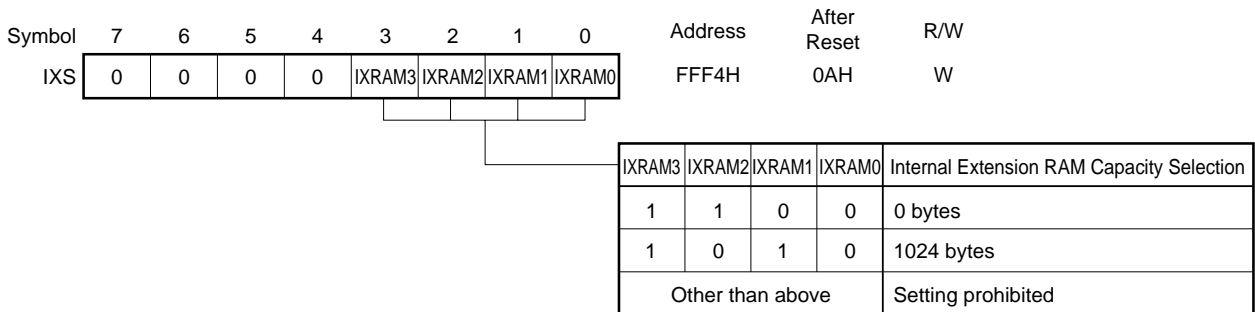 Symbol 7 6 5 4 3 2 1 0 Address After Reset R/W
IXS 0 0 0 0 IXRAM3 IXRAM2 IXRAM1 IXRAM0 FFF4H 0AH W
IXRAM3 IXRAM2 IXRAM1 IXRAM0 Internal Extension RAM Capacity Selection
1 1 0 0 0 bytes
1 0 1 0 1024 bytes
Other than above Setting prohibited